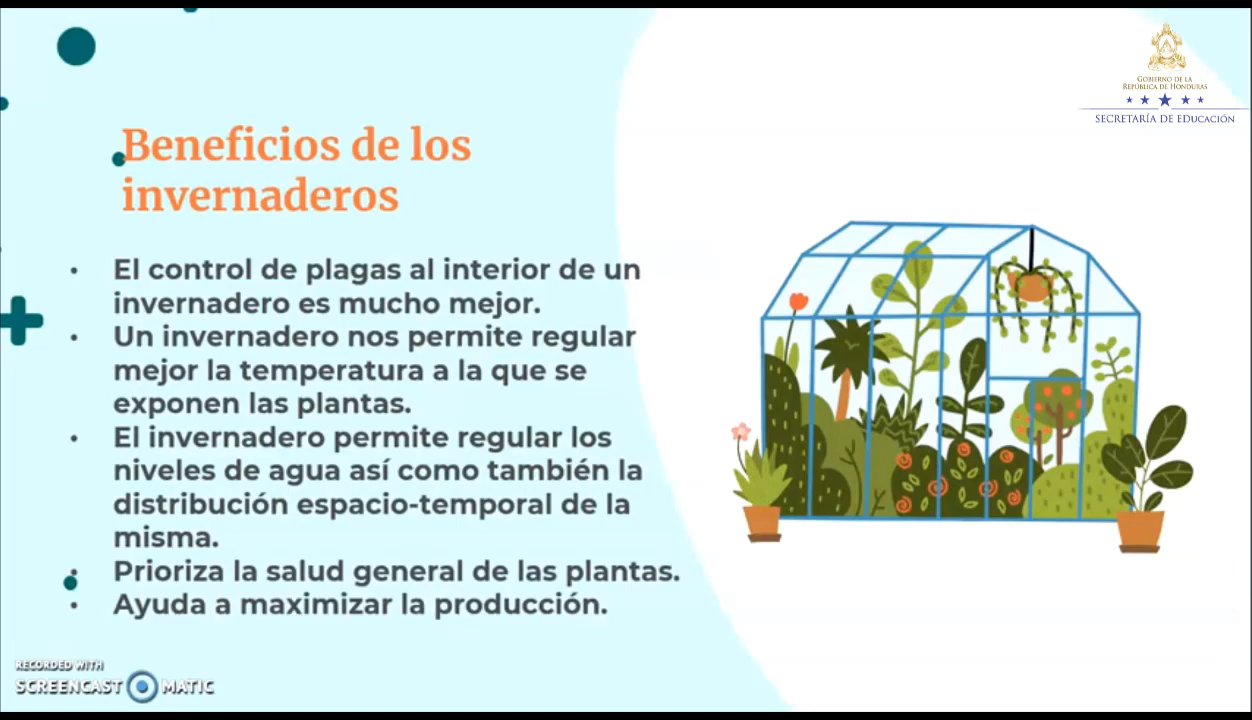 GOBIERNO DE LA
REPÚBLICA DE HONDURAS
SECRETARÍA DE EDUCACIÓN
Beneficios de los
invernaderos
• El control de plagas al interior de un
invernadero es mucho mejor.
• Un invernadero nos permite regular
mejor la temperatura a la que se
exponen las plantas.
• El invernadero permite regular los
niveles de agua así como también la
distribución espacio-temporal de la
misma.
• Prioriza la salud general de las plantas.
• Ayuda a maximizar la producción.
RECORDED WITH
SCREENCAST MATIC